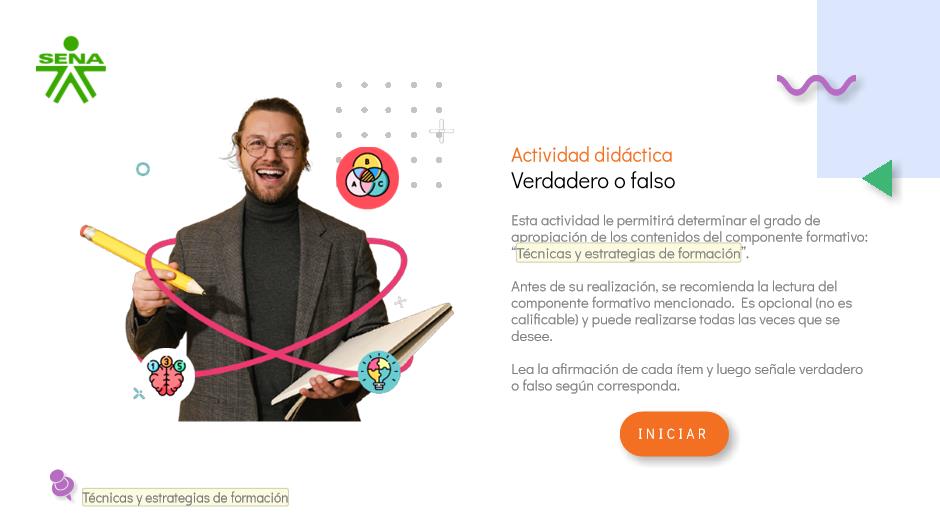 SENA
B
A
C
Actividad didáctica
Verdadero o falso
Esta actividad le permitirá determinar el grado de
apropiación de los contenidos del componente formativo:
“Técnicas y estrategias de formación”.
Antes de su realización, se recomienda la lectura del
componente formativo mencionado. Es opcional (no es
calificable) y puede realizarse todas las veces que se
desee.
Lea la afirmación de cada ítem y luego señale verdadero
o falso según corresponda.
1 3 5
INICIAR
Técnicas y estrategias de formación